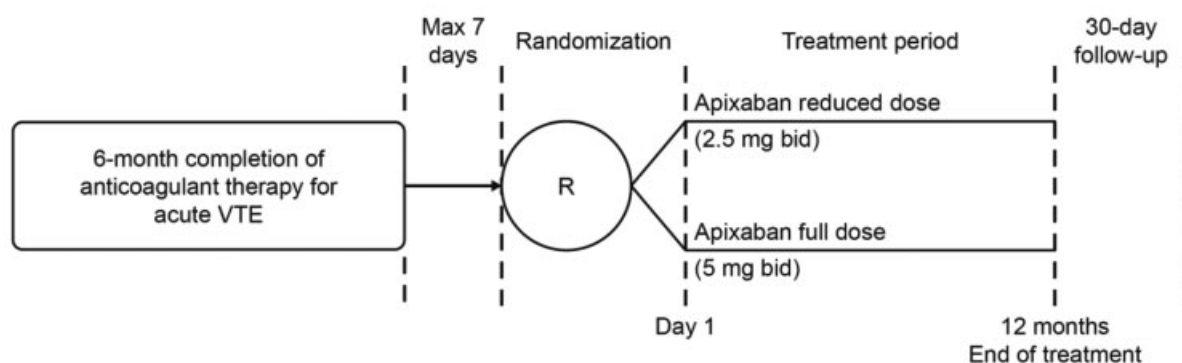 Max 7
days
Randomization
Treatment period
30-day
follow-up
6-month completion of
anticoagulant therapy for
acute VTE
R
Apixaban reduced dose
(2.5 mg bid)
Apixaban full dose
(5 mg bid)
Day 1
12 months
End of treatment